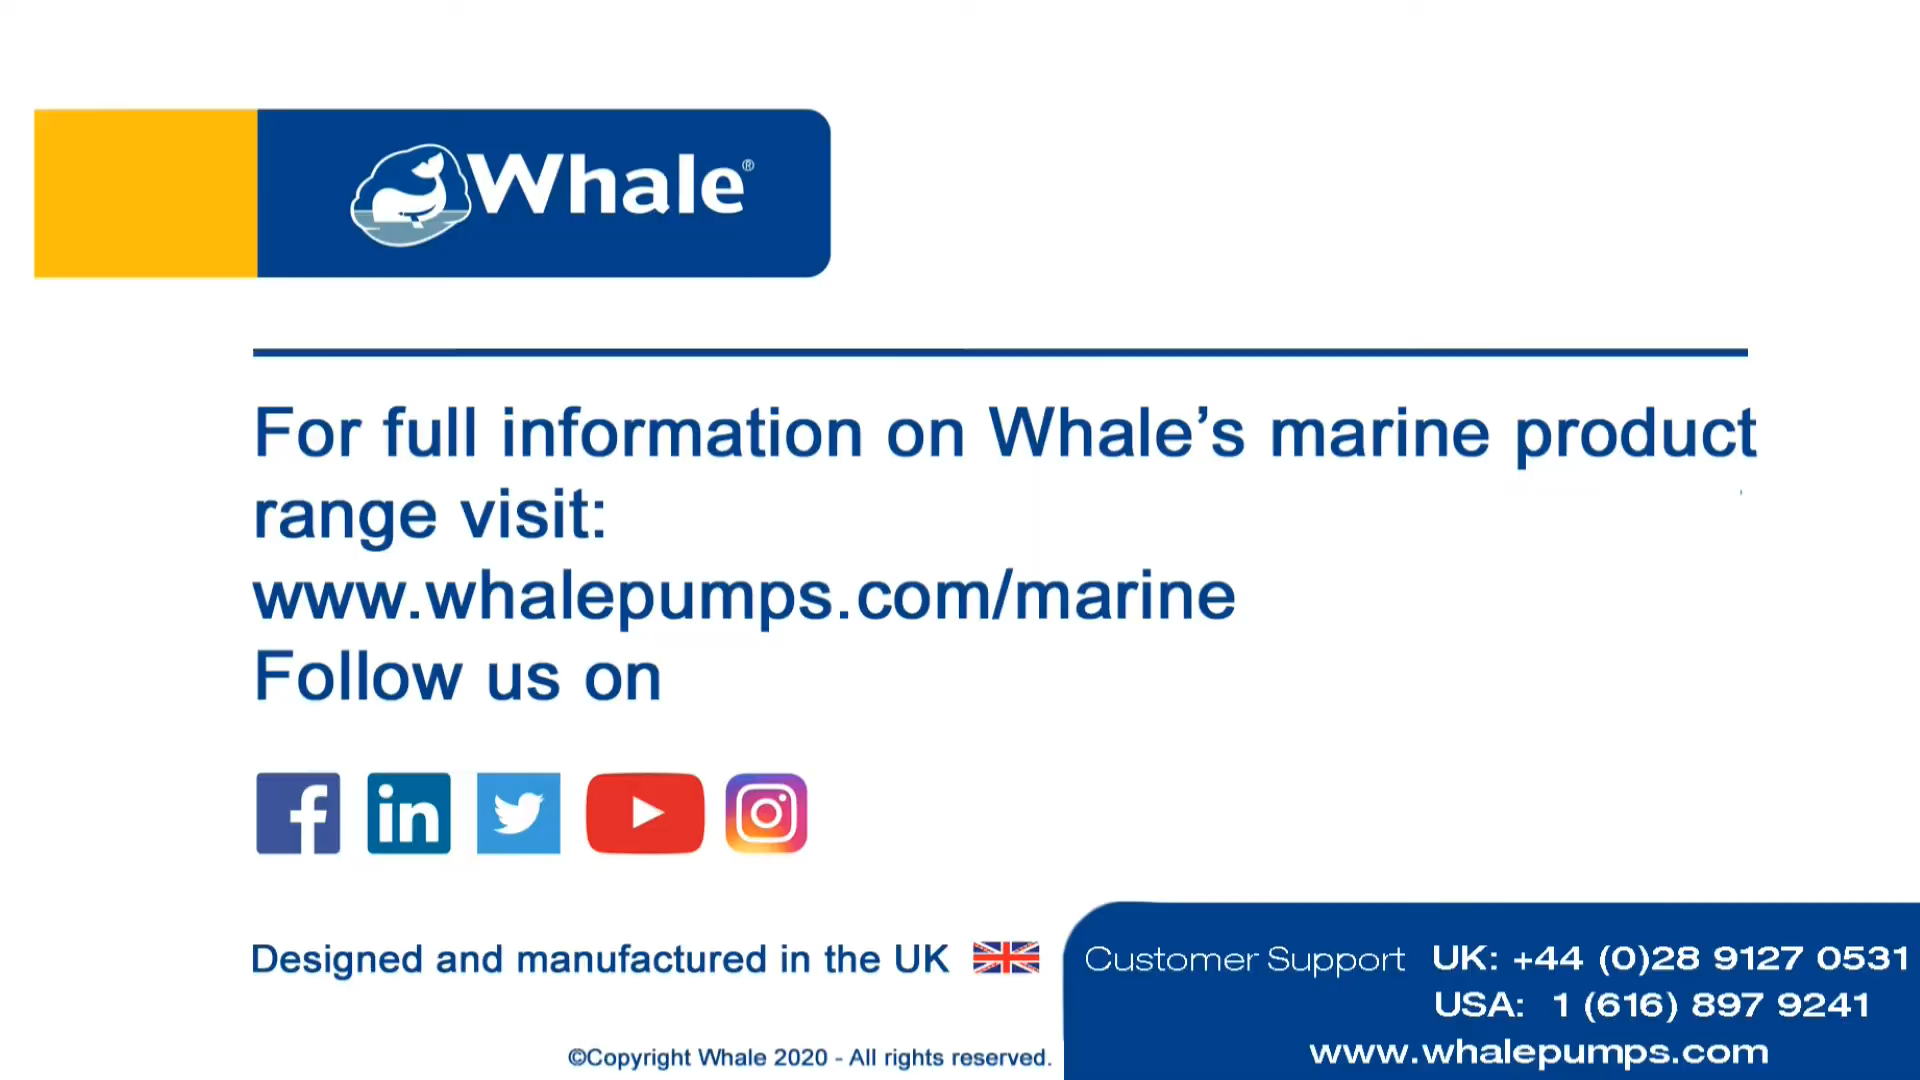 Whale®
For full information on Whale’s marine product
range visit:
www.whalepumps.com/marine
Follow us on
f in
Designed and manufactured in the UK
Customer Support UK: +44 (0)28 9127 0531
USA: 1 (616) 897 9241
www.whalepumps.com
©Copyright Whale 2020 - All rights reserved.